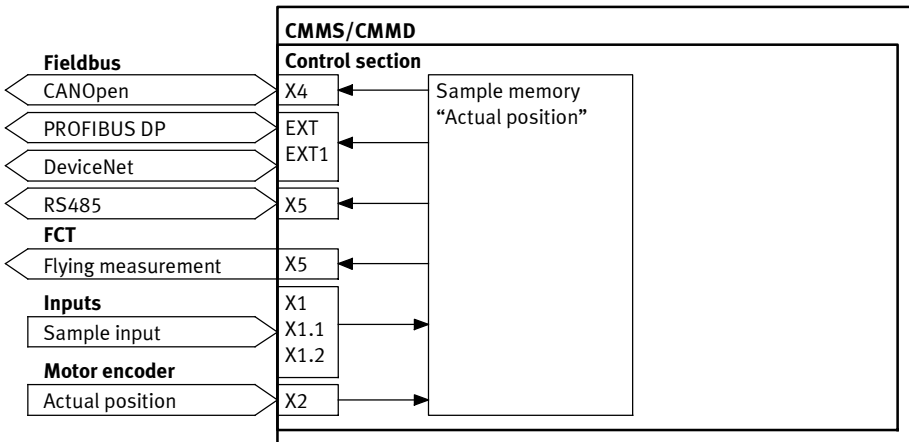 CMMS/CMMD
Fieldbus
Control section
CANOpen
X4
Sample memory
“Actual position”
PROFIBUS DP
EXT
EXT1
DeviceNet
RS485
X5
FCT
Flying measurement
X5
Inputs
X1
Sample input
X1.1
X1.2
Motor encoder
Actual position
X2